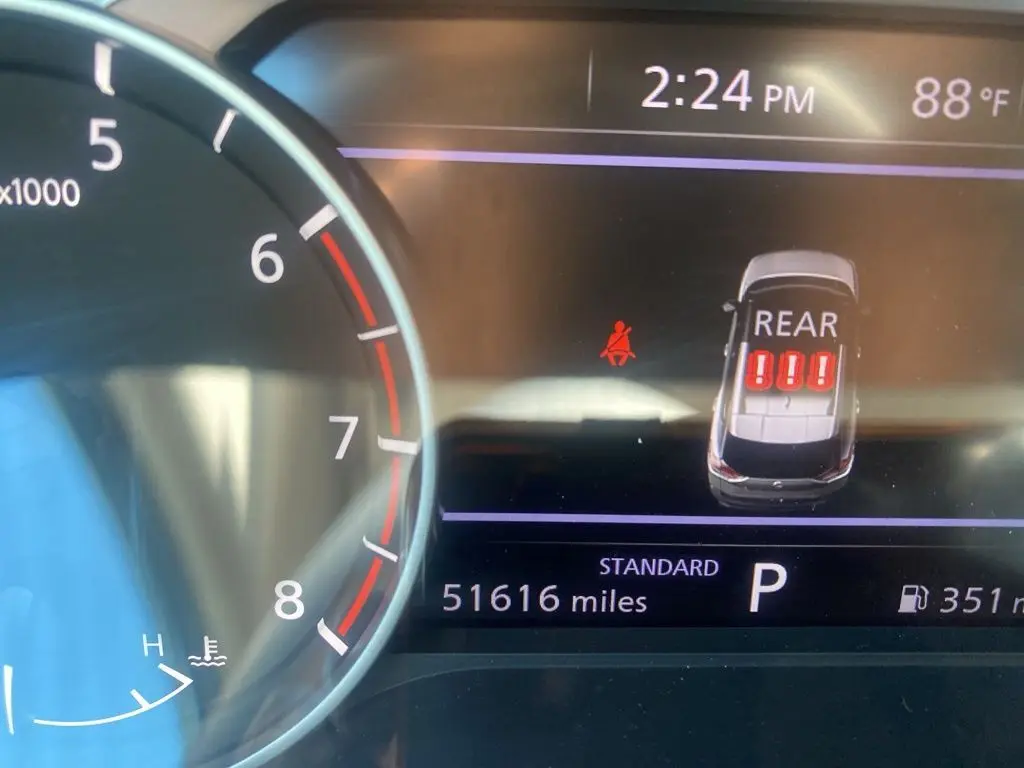 2:24 PM
88 °F
5
x1000
6
REAR
! ! !
7
STANDARD
8
51616 miles
P
351
H